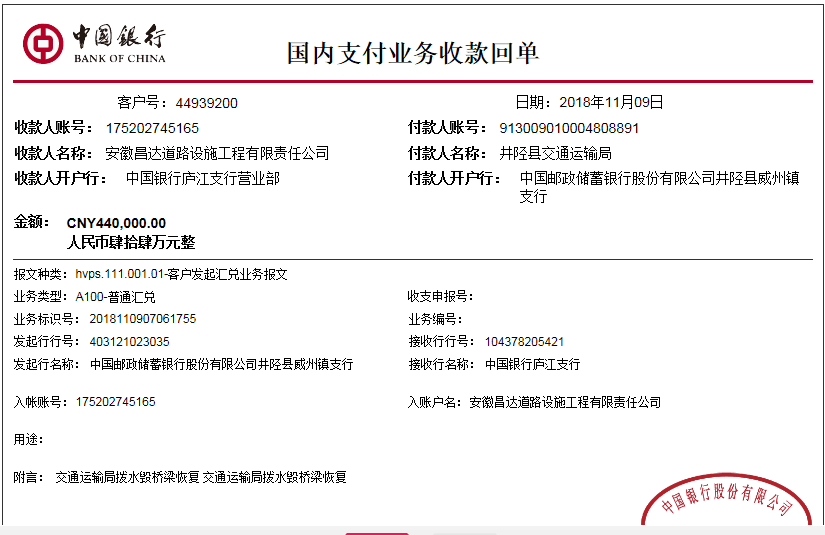 中国银行
BANK OF CHINA
国内支付业务收款回单
客户号：44939200
日期：2018年11月09日
收款人账号：175202745165
付款人账号：913009010004808891
收款人名称：安徽昌达道路设施工程有限责任公司
付款人名称：井陉县交通运输局
收款人开户行：中国银行庐江支行营业部
付款人开户行：中国邮政储蓄银行股份有限公司井陉县威州镇
支行
金额：CNY440,000.00
人民币肆拾肆万元整
报文种类：hvps.111.001.01-客户发起汇兑业务报文
业务类型：A100-普通汇兑
收支申报号：
业务标识号：2018110907061755
业务编号：
发起行行号：403121023035
接收行行号：104378205421
发起行名称：中国邮政储蓄银行股份有限公司井陉县威州镇支行
接收行名称：中国银行庐江支行
入帐账号：175202745165
入账户名：安徽昌达道路设施工程有限责任公司
用途：
附言：交通运输局拨水毁桥梁恢复 交通运输局拨水毁桥梁恢复
中国银行股份有限公司